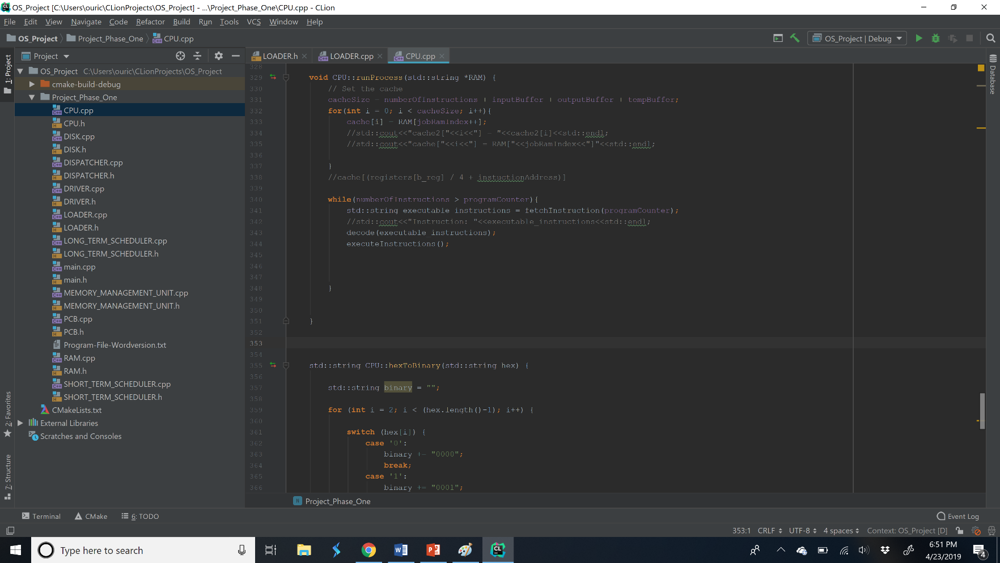 OS_Project [C:\Users\ouric\CLionProjects\OS_Project] - ...\Project_Phase_One\CPU.cpp - CLion
File Edit View Navigate Code Refactor Build Run Tools VCS Window Help
OS_Project Project_Phase_One CPU.cpp
OS_Project | Debug
Project
LOADER.h LOADER.cpp CPU.cpp
1: Project
2: Favorites
7: Structure
Database
OS_Project C:\Users\ouric\CLionProjects\OS_Project
cmake-build-debug
Project_Phase_One
CPU.cpp
CPU.h
DISK.cpp
DISK.h
DISPATCHER.cpp
DISPATCHER.h
DRIVER.cpp
DRIVER.h
LOADER.cpp
LOADER.h
LONG_TERM_SCHEDULER.cpp
LONG_TERM_SCHEDULER.h
main.cpp
main.h
MEMORY_MANAGEMENT_UNIT.cpp
MEMORY_MANAGEMENT_UNIT.h
PCB.cpp
PCB.h
Program-File-Wordversion.txt
RAM.cpp
RAM.h
SHORT_TERM_SCHEDULER.cpp
SHORT_TERM_SCHEDULER.h
CMakeLists.txt
External Libraries
Scratches and Consoles
328
329 void CPU::runProcess(std::string *RAM) {
330 // Set the cache
331 cacheSize = numberOfInstructions + inputBuffer + outputBuffer + tempBuffer;
332 for(int i = 0; i < cacheSize; i++){
333 cache[i] = RAM[jobRamIndex++];
334 //std::cout<<"cache2["<<i<<"] = "<<cache2[i]<<std::endl;
335 //std::cout<<"cache["<<i<<"] = RAM["<<jobRamIndex<<"]"<<std::endl;
336
337 }
338 //cache[(registers[b_reg] / 4 + instuctionAddress)]
339
340 while(numberOfInstructions > programCounter){
341 std::string executable_instructions = fetchInstruction(programCounter);
342 //std::cout<<"Instruction: "<<executable_instructions<<std::endl;
343 decode(executable_instructions);
344 executeInstructions();
345
346
347
348 }
349
350
351 }
352
353
354
355 std::string CPU::hexToBinary(std::string hex) {
356
357 std::string binary = "";
358
359 for (int i = 2; i < (hex.length()-1); i++) {
360
361 switch (hex[i]) {
362 case '0':
363 binary += "0000";
364 break;
365 case '1':
366 binary += "0001";
Project_Phase_One
Terminal CMake 6: TODO Event Log
353:1 CRLF UTF-8 4 spaces Context: OS_Project [D]
Type here to search
6:51 PM
4/23/2019
4